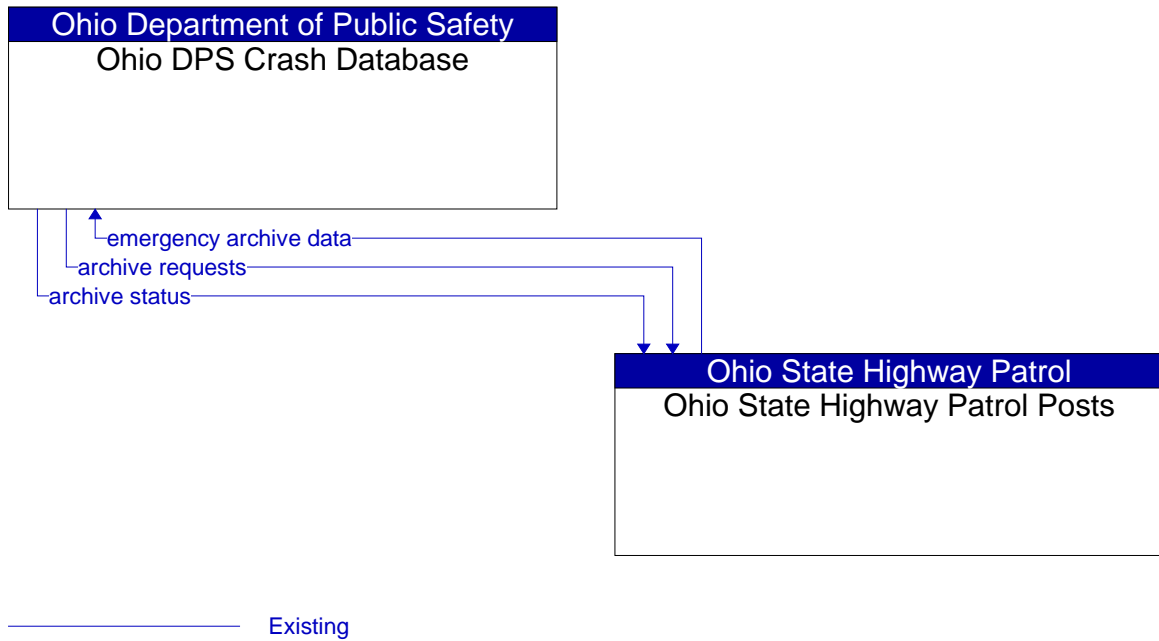 Ohio Department of Public Safety
Ohio DPS Crash Database
emergency archive data
archive requests
archive status
Ohio State Highway Patrol
Ohio State Highway Patrol Posts
Existing